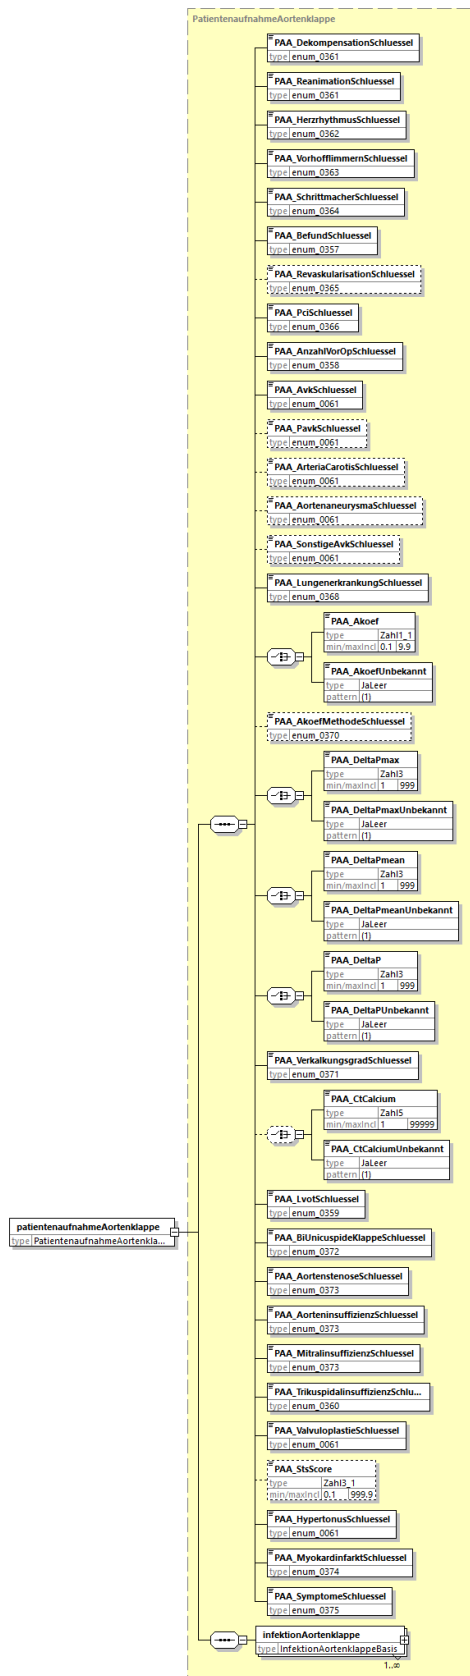 PatientenaufnahmeAortenklappe
PAA_DekompensationSchluessel
type enum_0361
PAA_ReanimationSchluessel
type enum_0361
PAA_HerzrhythmusSchluessel
type enum_0362
PAA_VorhofflimmernSchluessel
type enum_0363
PAA_SchrittmacherSchluessel
type enum_0364
PAA_BefundSchluessel
type enum_0357
PAA_RevaskularisationSchluessel
type enum_0365
PAA_PciSchluessel
type enum_0366
PAA_AnzahlVorOpSchluessel
type enum_0358
PAA_AvkSchluessel
type enum_0061
PAA_PavkSchluessel
type enum_0061
PAA_ArteriaCarotisSchluessel
type enum_0061
PAA_AortenaneurysmaSchluessel
type enum_0061
PAA_SonstigeAvkSchluessel
type enum_0061
PAA_LungenerkrankungSchluessel
type enum_0368
PAA_Akoef
type Zahl1_1
min/maxIncl 0.1 9.9
PAA_AkoefUnbekannt
type JaLeer
pattern (1)
PAA_AkoefMethodeSchluessel
type enum_0370
PAA_DeltaPmax
type Zahl3
min/maxIncl 1 999
PAA_DeltaPmaxUnbekannt
type JaLeer
pattern (1)
PAA_DeltaPmean
type Zahl3
min/maxIncl 1 999
PAA_DeltaPmeanUnbekannt
type JaLeer
pattern (1)
PAA_DeltaP
type Zahl3
min/maxIncl 1 999
PAA_DeltaPUnbekannt
type JaLeer
pattern (1)
PAA_VerkalkungsgradSchluessel
type enum_0371
PAA_CtCalcium
type Zahl5
min/maxIncl 1 99999
PAA_CtCalciumUnbekannt
type JaLeer
pattern (1)
PAA_LvotSchluessel
type enum_0359
patientenaufnahmeAortenklappe
type PatientenaufnahmeAortenkla...
PAA_BiUnicuspideKlappeSchluessel
type enum_0372
PAA_AortenstenoseSchluessel
type enum_0373
PAA_AorteninsuffizienzSchluessel
type enum_0373
PAA_MitralinsuffizienzSchluessel
type enum_0373
PAA_TrikuspidalinsuffizienzSchlu...
type enum_0360
PAA_ValvuloplastieSchluessel
type enum_0061
PAA_StsScore
type Zahl3_1
min/maxIncl 0.1 999.9
PAA_HypertonusSchluessel
type enum_0061
PAA_MyokardinfarktSchluessel
type enum_0374
PAA_SymptomeSchluessel
type enum_0375
infektionAortenklappe
type InfektionAortenklappeBasis
1..∞